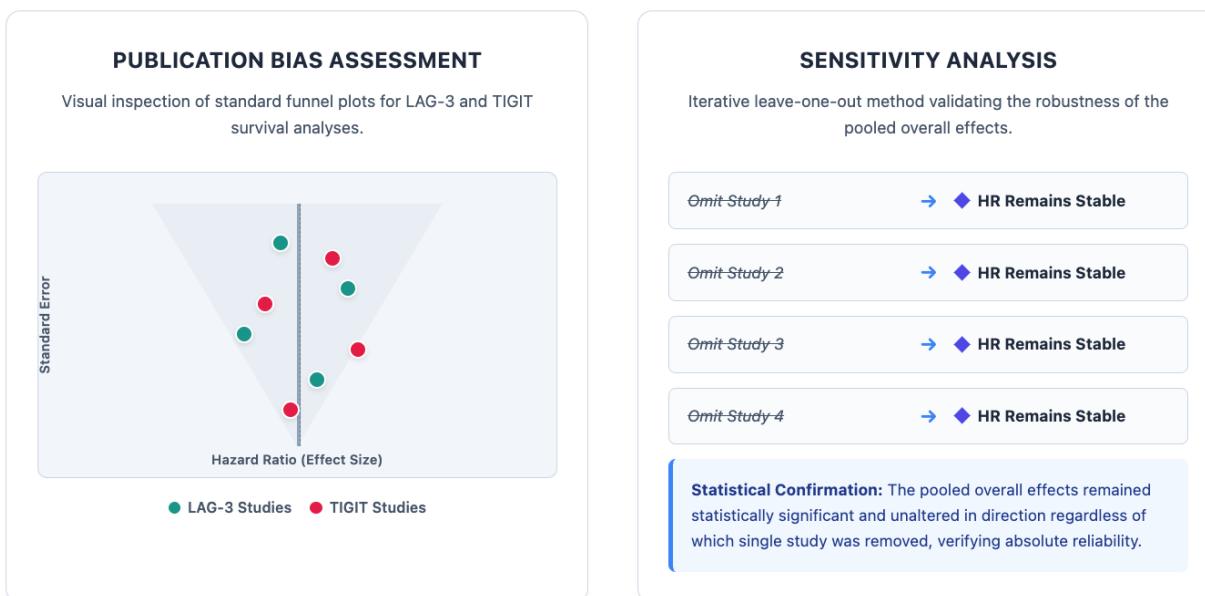 PUBLICATION BIAS ASSESSMENT
Visual inspection of standard funnel plots for LAG-3 and TIGIT
survival analyses.
Standard Error
Hazard Ratio (Effect Size)
LAG-3 Studies
TIGIT Studies
SENSITIVITY ANALYSIS
Iterative leave-one-out method validating the robustness of the
pooled overall effects.
Omit Study 1 → HR Remains Stable
Omit Study 2 → HR Remains Stable
Omit Study 3 → HR Remains Stable
Omit Study 4 → HR Remains Stable
Statistical Confirmation: The pooled overall effects remained
statistically significant and unaltered in direction regardless of
which single study was removed, verifying absolute reliability.